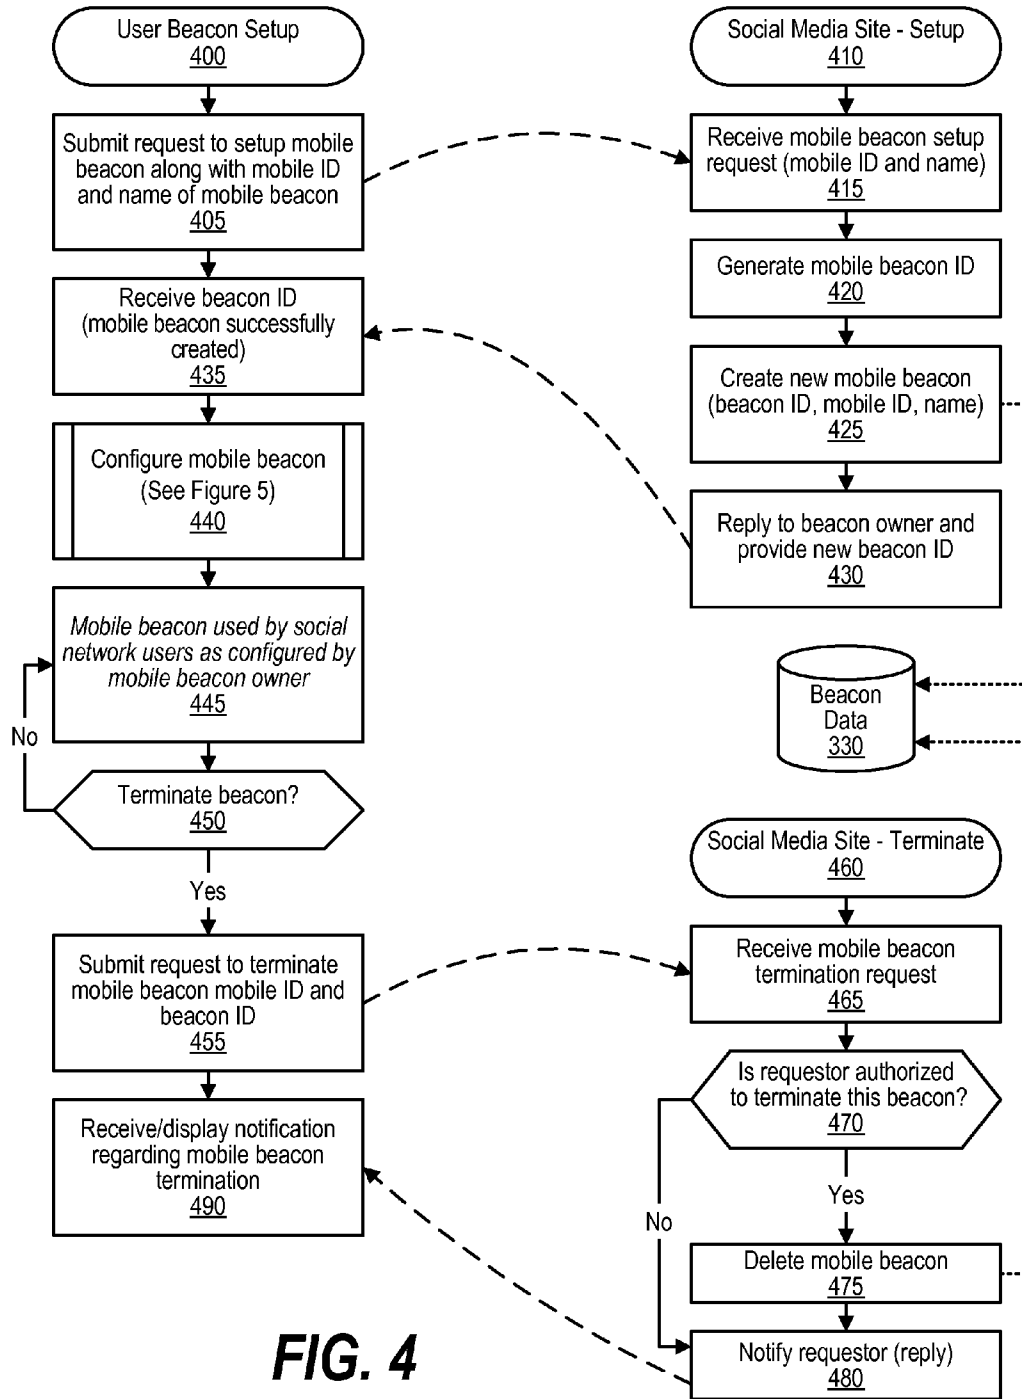 User Beacon Setup
400
Submit request to setup mobile
beacon along with mobile ID
and name of mobile beacon
405
Receive beacon ID
(mobile beacon successfully
created)
435
Configure mobile beacon
(See Figure 5)
440
Mobile beacon used by social
network users as configured by
mobile beacon owner
445
No
Terminate beacon?
450
Yes
Submit request to terminate
mobile beacon mobile ID and
beacon ID
455
Receive/display notification
regarding mobile beacon
termination
490
Social Media Site - Setup
410
Receive mobile beacon setup
request (mobile ID and name)
415
Generate mobile beacon ID
420
Create new mobile beacon
(beacon ID, mobile ID, name)
425
Reply to beacon owner and
provide new beacon ID
430
Beacon
Data
330
Social Media Site - Terminate
460
Receive mobile beacon
termination request
465
Is requestor authorized
to terminate this beacon?
470
Yes
No
Delete mobile beacon
475
Notify requestor (reply)
480
FIG. 4